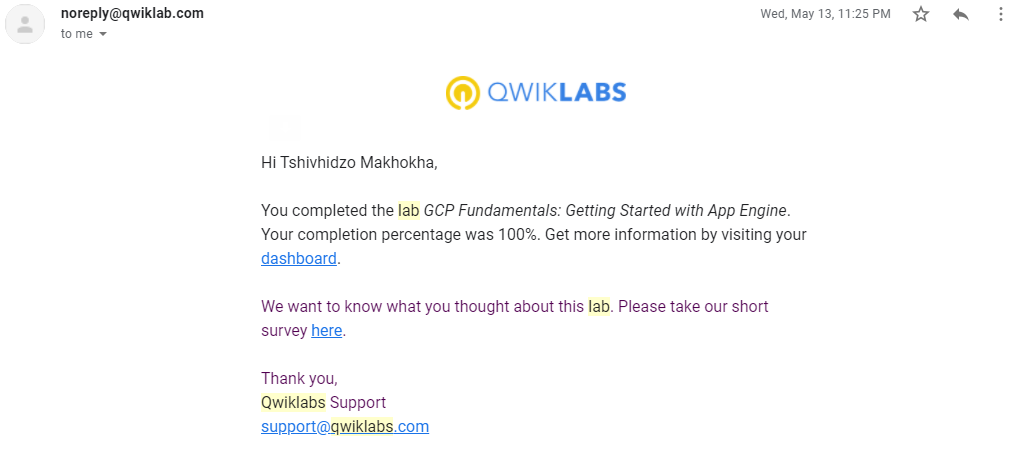 noreply@qwiklab.com
Wed, May 13, 11:25 PM
to me
QWIKLABS
Hi Tshivhidzo Makhokha,
You completed the lab GCP Fundamentals: Getting Started with App Engine.
Your completion percentage was 100%. Get more information by visiting your
dashboard.
We want to know what you thought about this lab. Please take our short
survey here.
Thank you,
Qwiklabs Support
support@qwiklabs.com